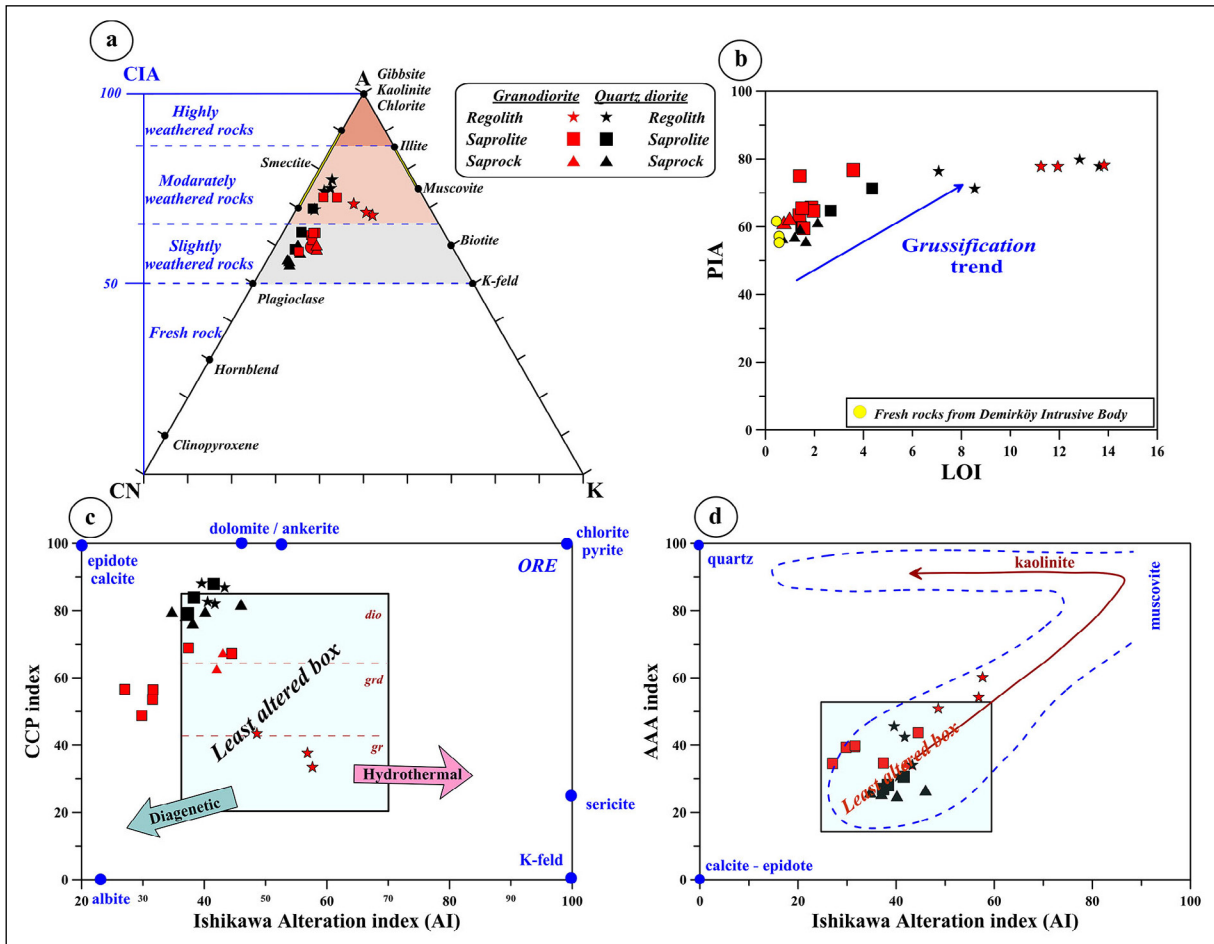 a
CIA
100
Highly
weathered rocks
Modarately
weathered rocks
Slightly
weathered rocks
50
Fresh rock
A
Gibbsite
Kaolinite
Chlorite
Illite
Smectite
Muscovite
Biotite
K-feld
Plagioclase
Hornblend
Clinopyroxene
CN
K
Granodiorite Quartz diorite
Regolith Regolith
Saprolite Saprolite
Saprock Saprock
b
100
80
60
40
20
0
PIA
Grussification
trend
Fresh rocks from Demirköy Intrusive Body
0 2 4 6 8 10 12 14 16
LOI
c
dolomite / ankerite
chlorite
pyrite
epidote
calcite
ORE
100
80
60
40
20
0
CCP index
dio
grd
gr
Least altered box
Hydrothermal
Diagenetic
sericite
K-feld
albite
20 30 40 50 60 70 80 90 100
Ishikawa Alteration index (AI)
d
100
80
60
40
20
0
AAA index
quartz
kaolinite
muscovite
Least altered box
calcite - epidote
0 20 40 60 80 100
Ishikawa Alteration index (AI)